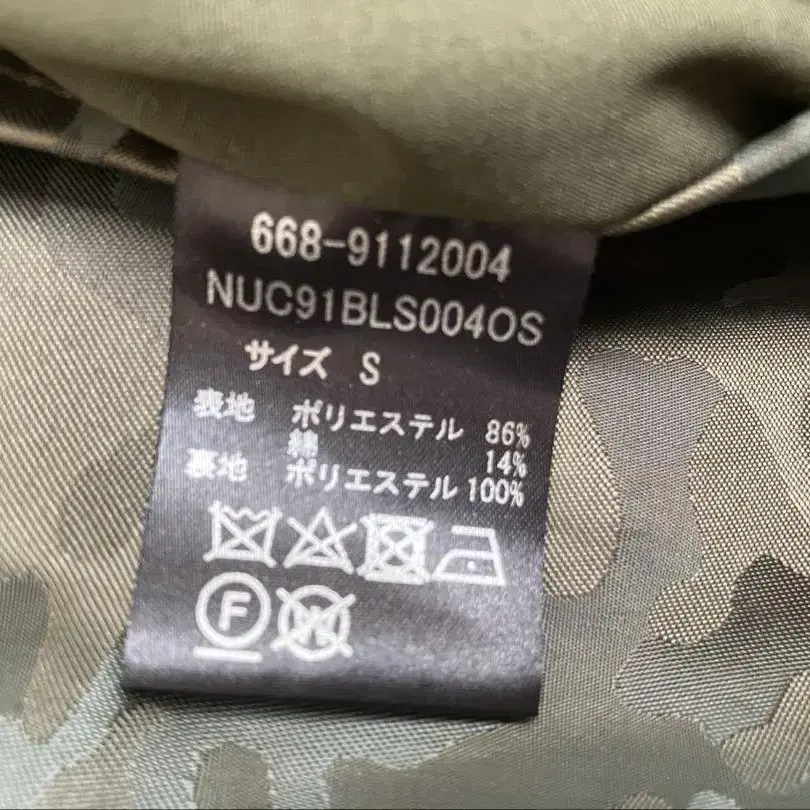 668-9112004
NUC91BLS004OS
サイズ S
表地 ポリエステル 86%
綿 14%
裏地 ポリエステル 100%
F
W